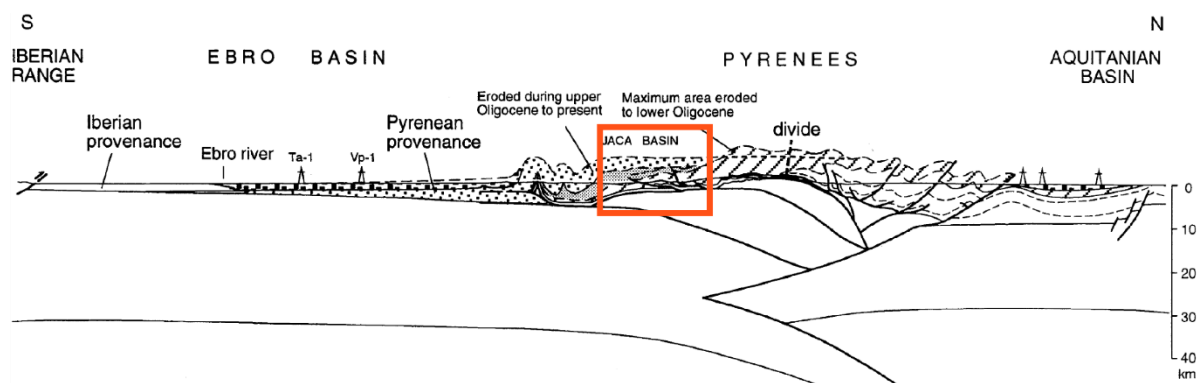 S
N
IBERIAN
RANGE
EBRO BASIN
PYRENEES
AQUITANIAN
BASIN
Eroded during upper
Oligocene to present
Maximum area eroded
to lower Oligocene
Iberian
provenance
Pyrenean
provenance
JACA BASIN
divide
Ebro river
Ta-1
Vp-1
0
10
20
30
40
km